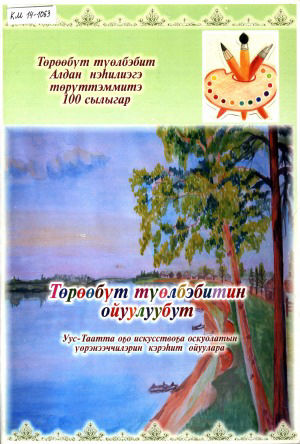 КМ 14-1063
Төрөөбүт түөлбэбит
Алдан нэһилиэгэ
төрүттэммитэ
100 сылыгар
Төрөөбүт түөлбэбитин
ойуулуубут
Уус-Таатта оҕо искусствоҕа оскуолатын
үөрэнээччилэрин кэрэһит ойуулара